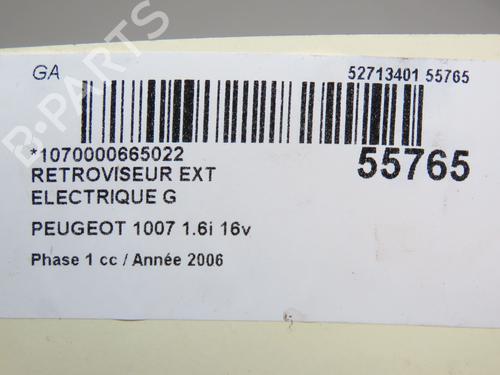 GA
52713401 55765
*1070000665022
55765
RETROVISEUR EXT
ELECTRIQUE G
PEUGEOT 1007 1.6i 16v
Phase 1 cc / Année 2006
B-PARTS